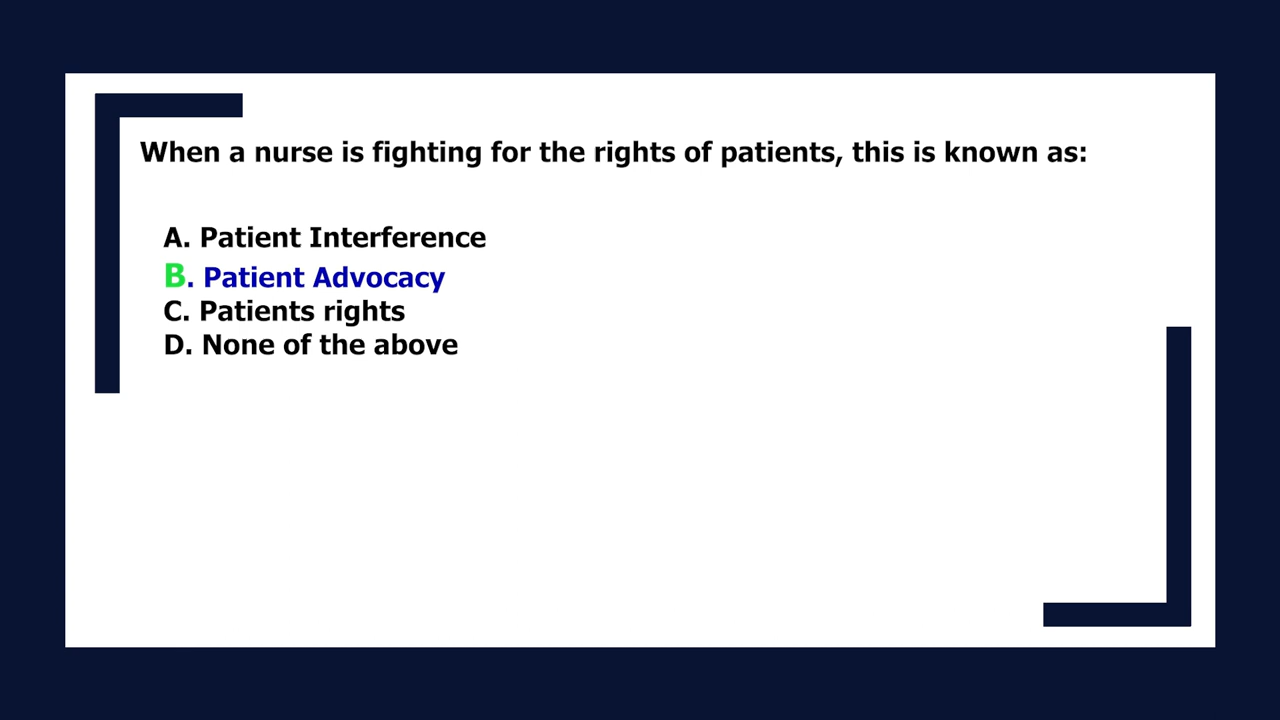 When a nurse is fighting for the rights of patients, this is known as:
A. Patient Interference
B. Patient Advocacy
C. Patients rights
D. None of the above